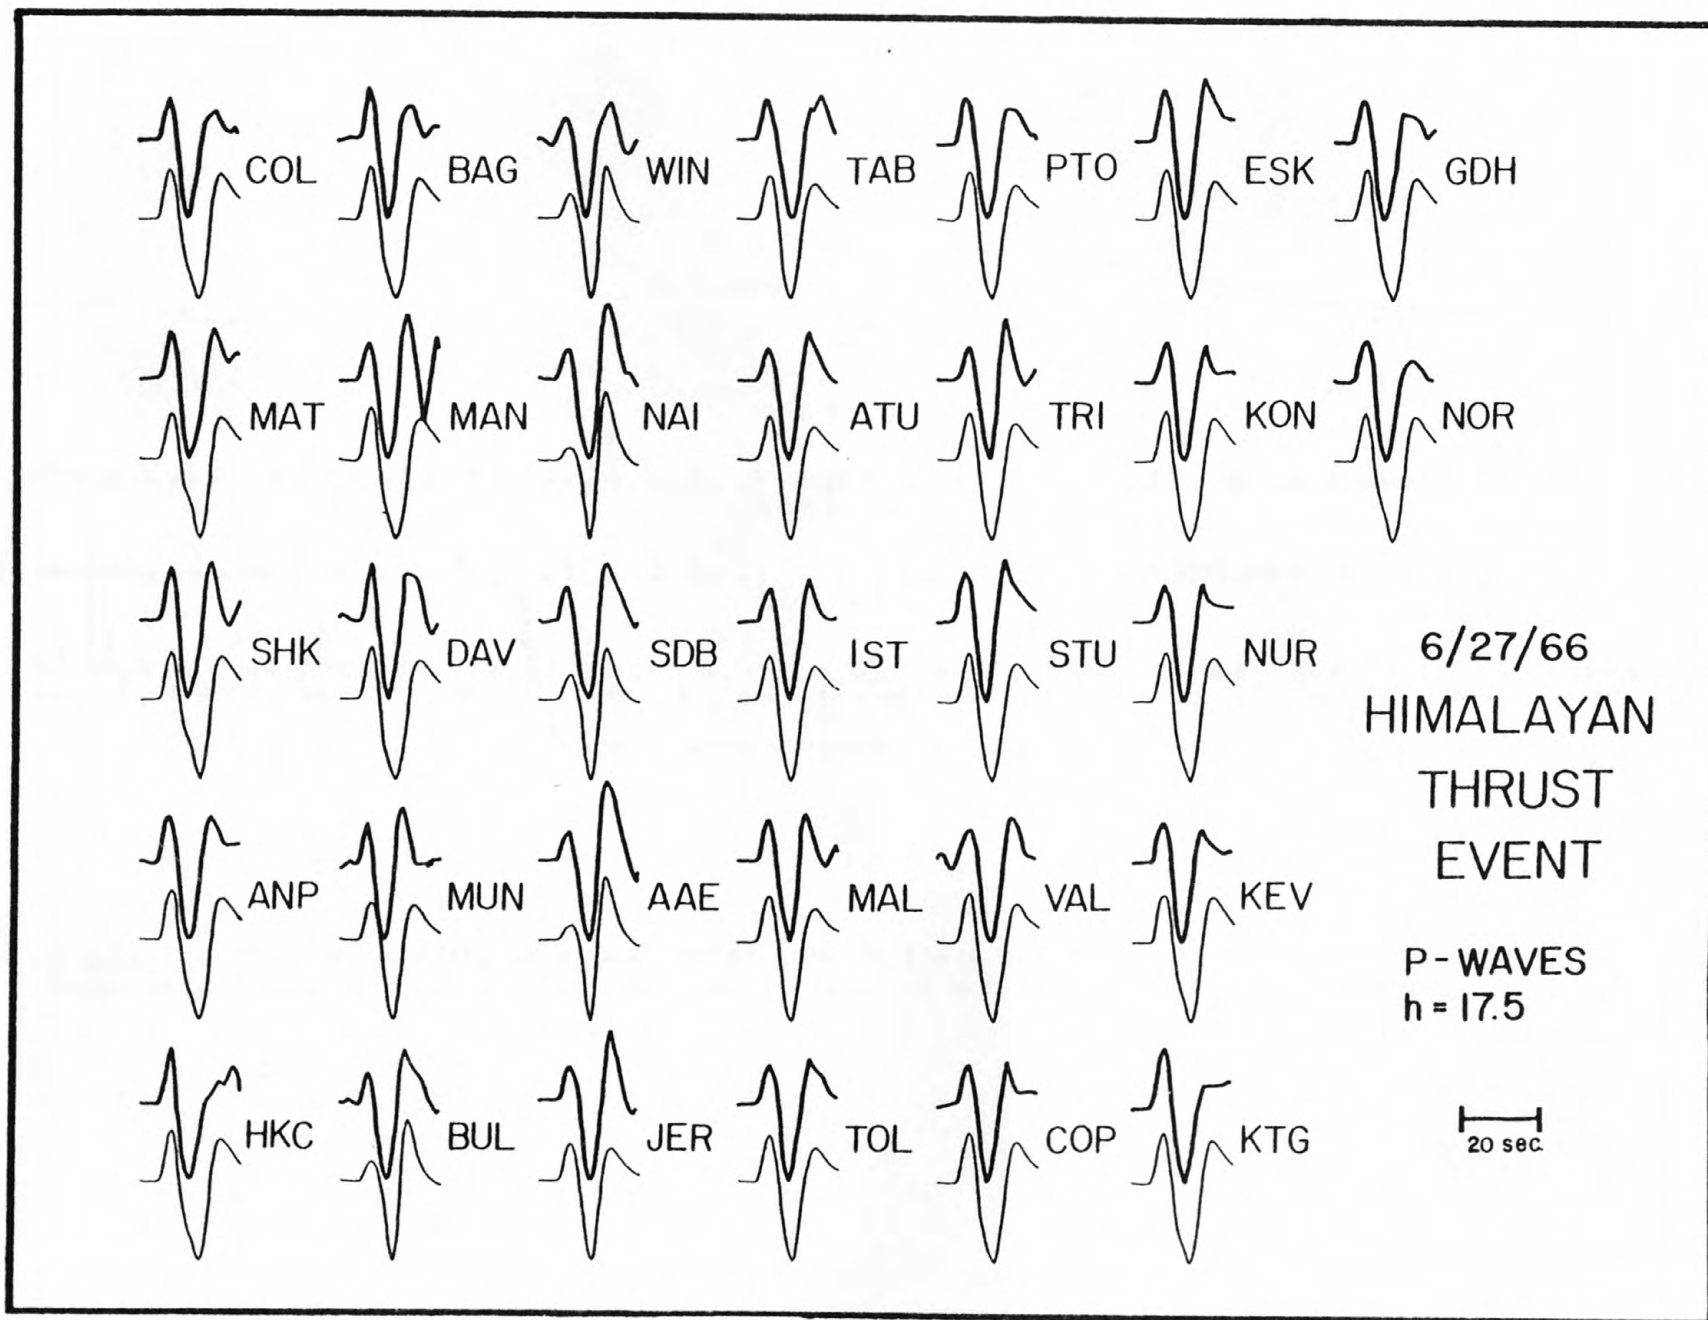 COL BAG WIN TAB PTO ESK GDH
MAT MAN NAI ATU TRI KON NOR
SHK DAV SDB IST STU NUR
ANP MUN AAE MAL VAL KEV
HKC BUL JER TOL COP KTG
6/27/66
HIMALAYAN
THRUST
EVENT
P-WAVES
h = 17.5
20 sec.